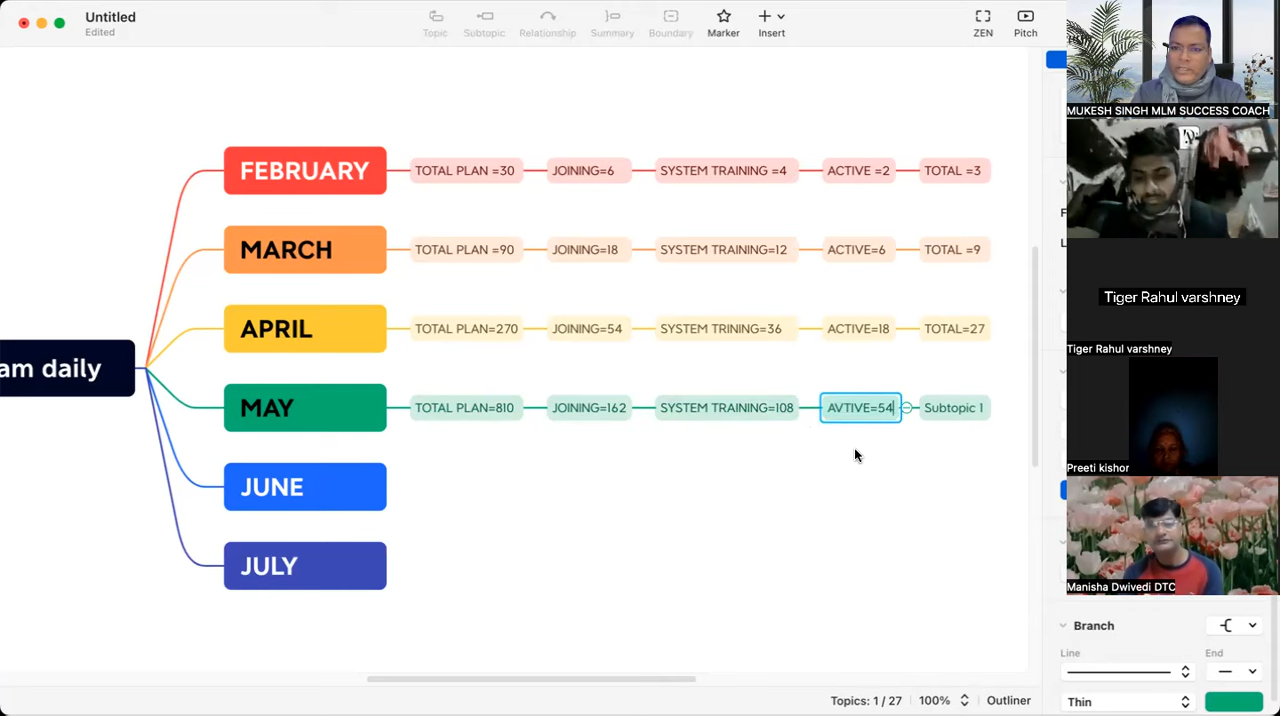 Untitled
Edited
Topic
Subtopic
Relationship
Summary
Boundary
Marker
Insert
ZEN
Pitch
MUKESH SINGH MLM SUCCESS COACH
FEBRUARY
TOTAL PLAN =30
JOINING=6
SYSTEM TRAINING =4
ACTIVE =2
TOTAL =3
MARCH
TOTAL PLAN =90
JOINING=18
SYSTEM TRAINING=12
ACTIVE=6
TOTAL =9
APRIL
TOTAL PLAN=270
JOINING=54
SYSTEM TRINING=36
ACTIVE=18
TOTAL=27
am daily
MAY
TOTAL PLAN=810
JOINING=162
SYSTEM TRAINING=108
AVTIVE=54
Subtopic 1
JUNE
JULY
Tiger Rahul varshney
Tiger Rahul varshney
Preeti kishor
Manisha Dwivedi DTC
Branch
Line
End
Thin
Topics: 1 / 27
100%
Outliner